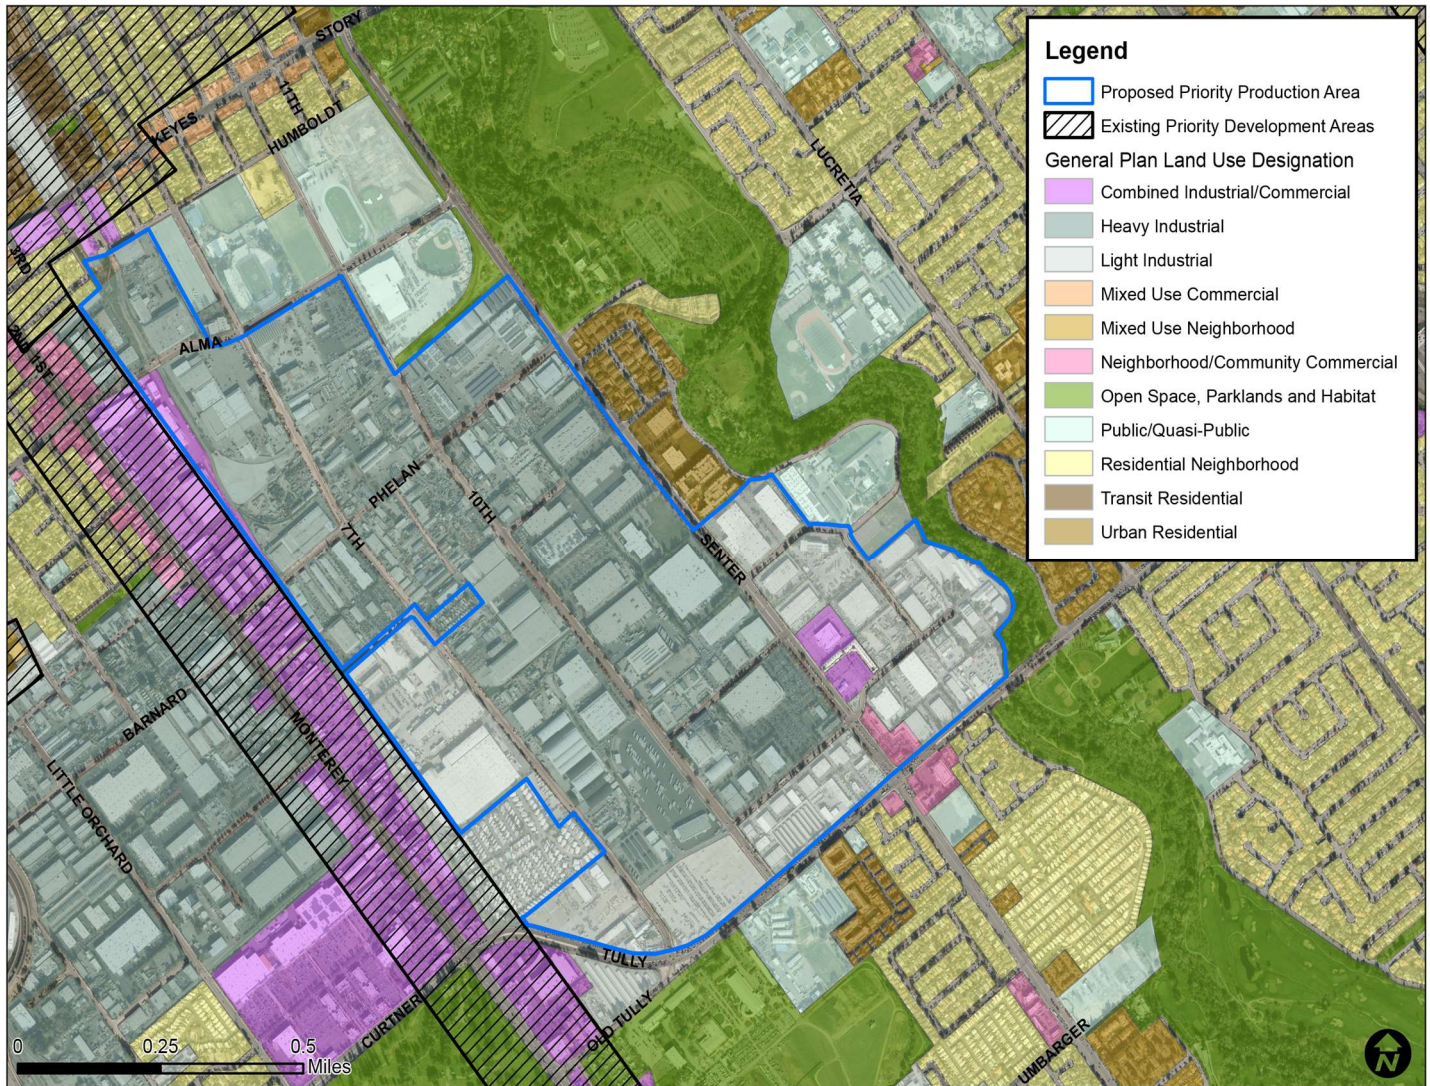 STORY
11TH
KEYES
HUMBOLDT
LUCRETIA
3RD
2ND
1ST
ALMA
PHELAN
7TH
10TH
SENTER
BARNARD
MONTEREY
LITTLE ORCHARD
TULLY
OLD TULLY
CURTNER
UMBARGER
Legend
Proposed Priority Production Area
Existing Priority Development Areas
General Plan Land Use Designation
Combined Industrial/Commercial
Heavy Industrial
Light Industrial
Mixed Use Commercial
Mixed Use Neighborhood
Neighborhood/Community Commercial
Open Space, Parklands and Habitat
Public/Quasi-Public
Residential Neighborhood
Transit Residential
Urban Residential
0 0.25 0.5
Miles
N